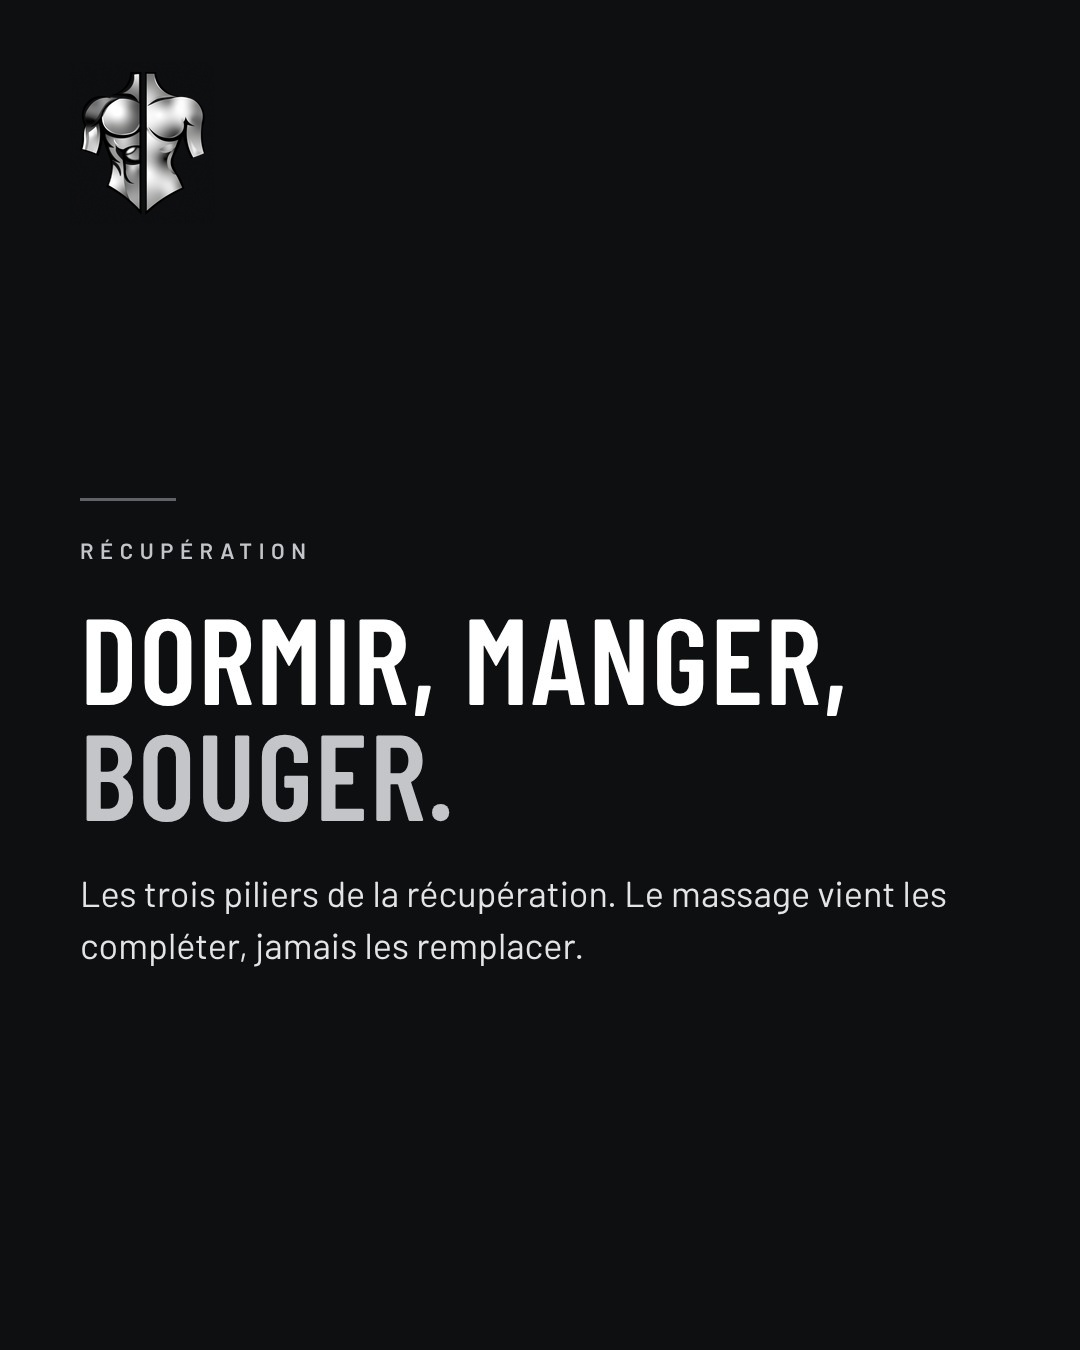 RÉCUPÉRATION
DORMIR, MANGER,
BOUGER.
Les trois piliers de la récupération. Le massage vient les
compléter, jamais les remplacer.